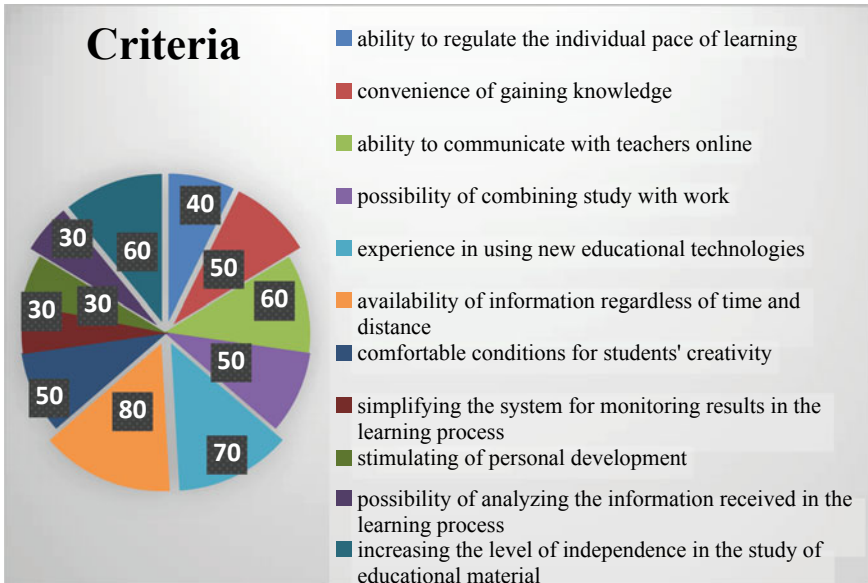 Criteria
ability to regulate the individual pace of learning
convenience of gaining knowledge
ability to communicate with teachers online
possibility of combining study with work
experience in using new educational technologies
availability of information regardless of time and
distance
comfortable conditions for students' creativity
simplifying the system for monitoring results in the
learning process
stimulating of personal development
possibility of analyzing the information received in the
learning process
increasing the level of independence in the study of
educational material
40
50
60
50
70
80
50
30
30
30
60